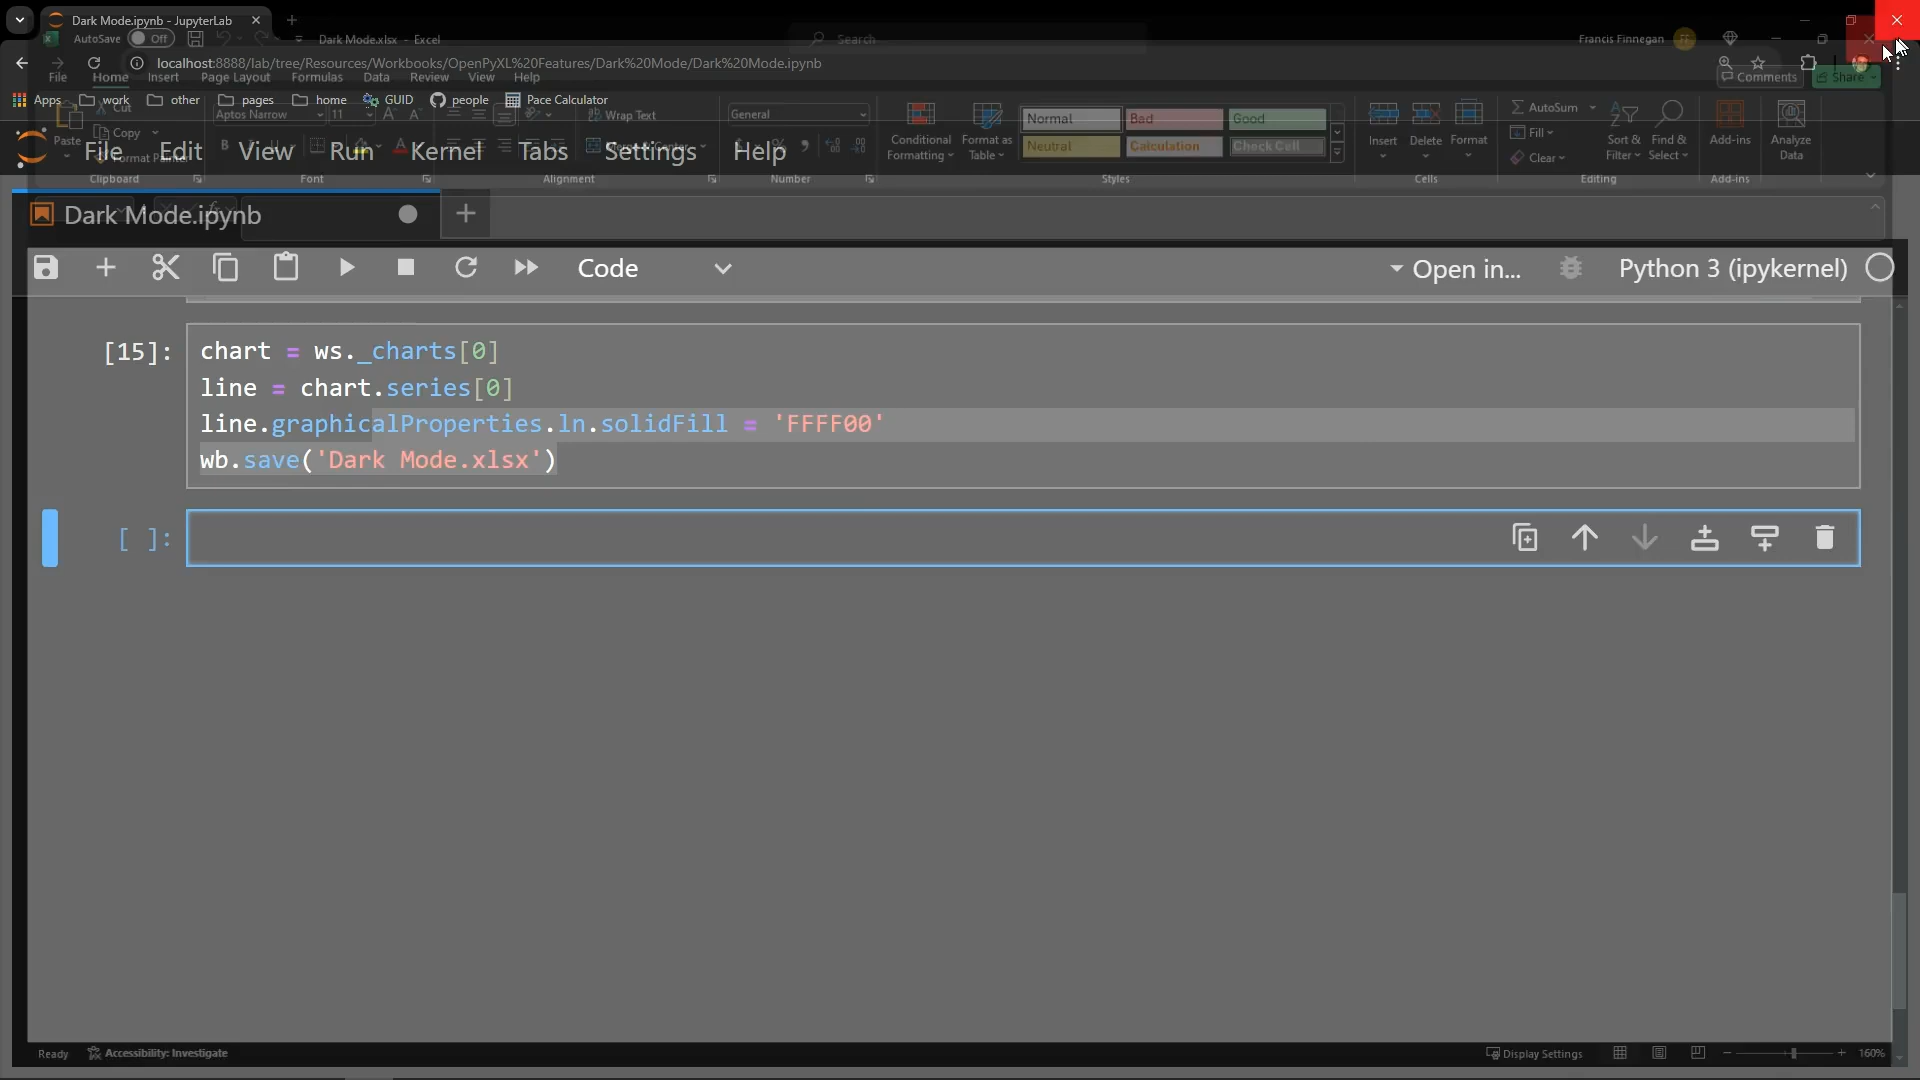 Dark Mode.ipynb - JupyterLab
AutoSave Off Dark Mode.xlsx - Excel Search Francis Finnegan FF
localhost:8888/lab/tree/Resources/Workbooks/OpenPyXL%20Features/Dark%20Mode/Dark%20Mode.ipynb
File Home Insert Page Layout Formulas Data Review View Help Comments Share
Apps work other pages home GUID people Pace Calculator
Cut
Aptos Narrow 11 Wrap Text General Normal Bad Good AutoSum
Paste Copy Conditional Formatting Format as Table Insert Delete Format Fill Sort & Filter Find & Select Add-ins Analyze Data
Format Painter Neutral Calculation Check Cell Clear
File Edit View Run Kernel Tabs Settings Help
Clipboard Font Alignment Number Styles Cells Editing Add-ins
Dark Mode.ipynb
Code Open in... Python 3 (ipykernel)
[15]: chart = ws._charts[0]
line = chart.series[0]
line.graphicalProperties.ln.solidFill = 'FFFF00'
wb.save('Dark Mode.xlsx')
[ ]:
Ready Accessibility: Investigate Display Settings 160%